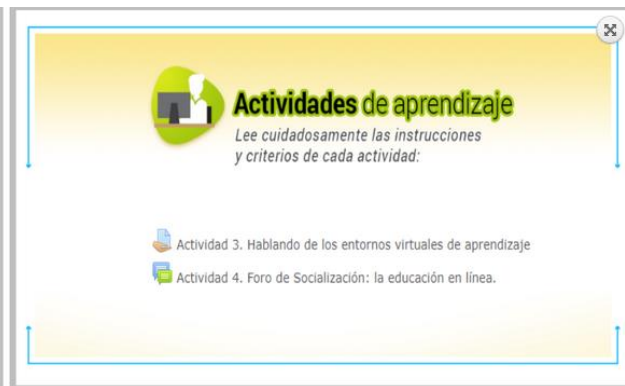 Actividades de aprendizaje
Lee cuidadosamente las instrucciones
y criterios de cada actividad:
Actividad 3. Hablando de los entornos virtuales de aprendizaje
Actividad 4. Foro de Socialización: la educación en línea.